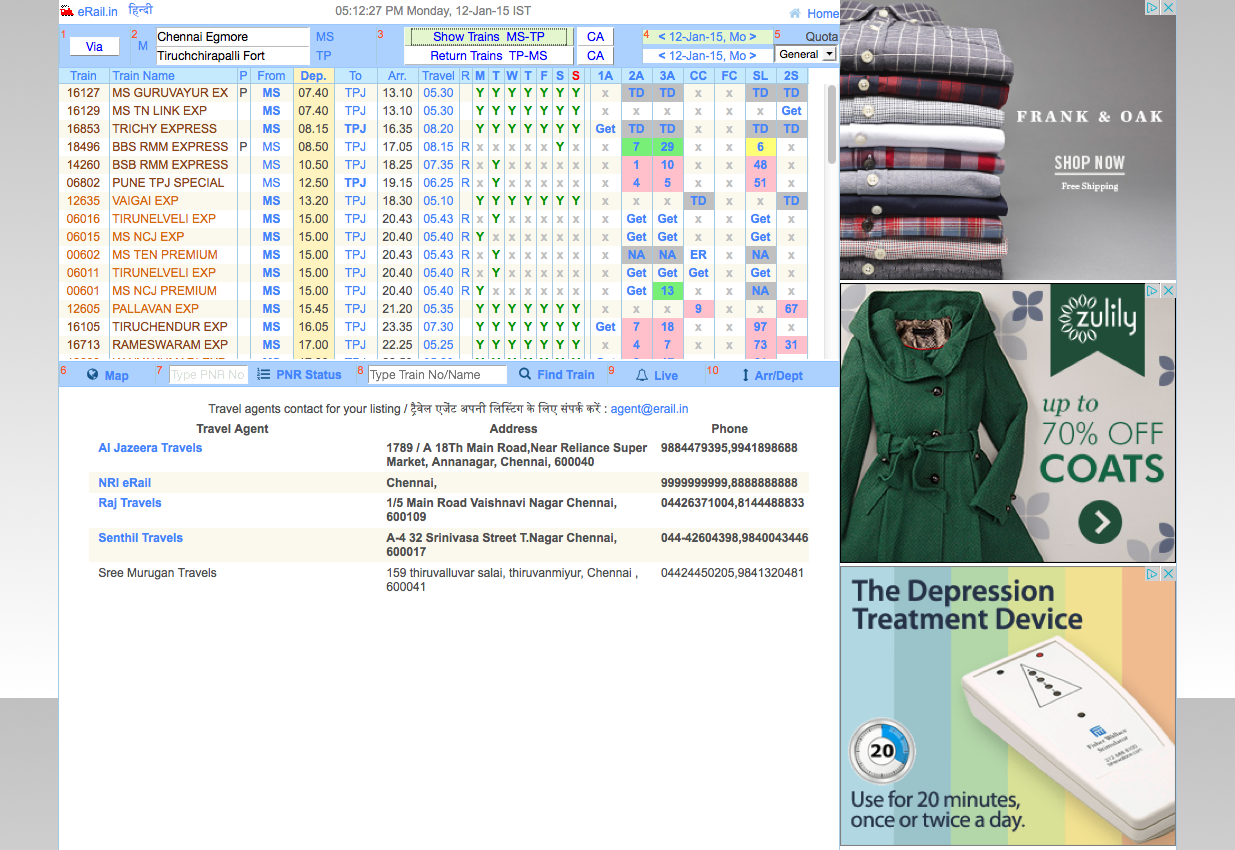 eRail.in हिन्दी 05:12:27 PM Monday, 12-Jan-15 IST Home
1 Via 2 M Chennai Egmore MS 3 Show Trains MS-TP CA 4 < 12-Jan-15, Mo > 5 Quota
Tiruchchirapalli Fort TP Return Trains TP-MS CA < 12-Jan-15, Mo > General
Train Train Name P From Dep. To Arr. Travel R M T W T F S S 1A 2A 3A CC FC SL 2S
16127 MS GURUVAYUR EX P MS 07.40 TPJ 13.10 05.30 Y Y Y Y Y Y Y x TD TD x x TD TD
16129 MS TN LINK EXP MS 07.40 TPJ 13.10 05.30 Y Y Y Y Y Y Y x x x x x x Get
16853 TRICHY EXPRESS MS 08.15 TPJ 16.35 08.20 Y Y Y Y Y Y Y Get TD TD x x TD TD
18496 BBS RMM EXPRESS P MS 08.50 TPJ 17.05 08.15 R x x x x x Y x x 7 29 x x 6 x
14260 BSB RMM EXPRESS MS 10.50 TPJ 18.25 07.35 R x Y x x x x x x 1 10 x x 48 x
06802 PUNE TPJ SPECIAL MS 12.50 TPJ 19.15 06.25 R x Y x x x x x x 4 5 x x 51 x
12635 VAIGAI EXP MS 13.20 TPJ 18.30 05.10 Y Y Y Y Y Y Y x x x TD x x TD
06016 TIRUNELVELI EXP MS 15.00 TPJ 20.43 05.43 R x Y x x x x x x Get Get x x Get x
06015 MS NCJ EXP MS 15.00 TPJ 20.40 05.40 R Y x x x x x x x Get Get x x Get x
00602 MS TEN PREMIUM MS 15.00 TPJ 20.43 05.43 R x Y x x x x x x NA NA ER x NA x
06011 TIRUNELVELI EXP MS 15.00 TPJ 20.40 05.40 R x Y x x x x x x Get Get Get x Get x
00601 MS NCJ PREMIUM MS 15.00 TPJ 20.40 05.40 R Y x x x x x x x Get 13 x x NA x
12605 PALLAVAN EXP MS 15.45 TPJ 21.20 05.35 Y Y Y Y Y Y Y x x x 9 x x 67
16105 TIRUCHENDUR EXP MS 16.05 TPJ 23.35 07.30 Y Y Y Y Y Y Y Get 7 18 x x 97 x
16713 RAMESWARAM EXP MS 17.00 TPJ 22.25 05.25 Y Y Y Y Y Y Y x 4 7 x x 73 31
6 Map 7 Type PNR No PNR Status 8 Type Train No/Name Find Train 9 Live 10 Arr/Dept
Travel agents contact for your listing / ट्रैवेल एजेंट अपनी लिस्टिंग के लिए संपर्क करें : agent@erail.in
Travel Agent Address Phone
Al Jazeera Travels 1789 / A 18Th Main Road,Near Reliance Super 9884479395,9941898688
Market, Annanagar, Chennai, 600040
NRI eRail Chennai, 9999999999,8888888888
Raj Travels 1/5 Main Road Vaishnavi Nagar Chennai, 04426371004,8144488833
600109
Senthil Travels A-4 32 Srinivasa Street T.Nagar Chennai, 044-42604398,9840043446
600017
Sree Murugan Travels 159 thiruvalluvar salai, thiruvanmiyur, Chennai , 04424450205,9841320481
600041
FRANK & OAK
SHOP NOW
Free Shipping
zulily
up to
70% OFF
COATS
The Depression
Treatment Device
Fisher Wallace
Stimulator
20
Use for 20 minutes,
once or twice a day.